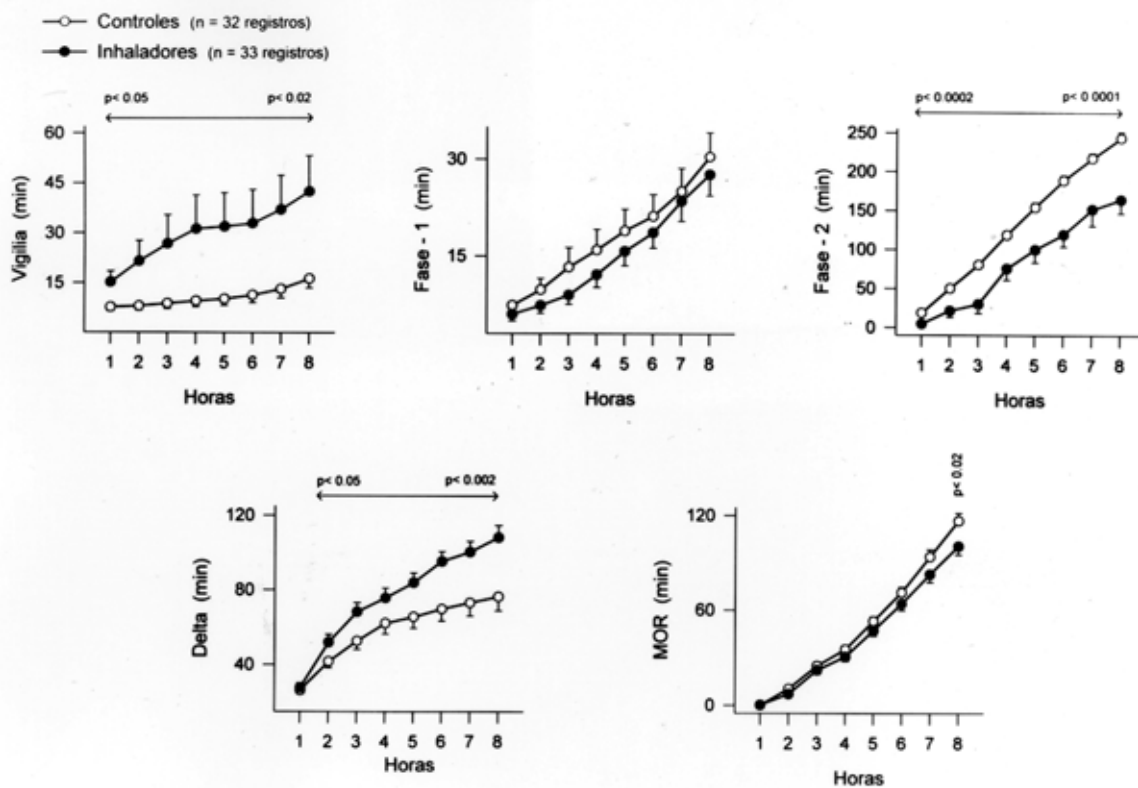 Controles (n = 32 registros)
Inhaladores (n = 33 registros)
p< 0.05 p< 0.02
60
45
30
15
Vigilia (min)
1 2 3 4 5 6 7 8
Horas
30
15
Fase - 1 (min)
1 2 3 4 5 6 7 8
Horas
p< 0.0002 p< 0.0001
250
200
150
100
50
0
Fase - 2 (min)
1 2 3 4 5 6 7 8
Horas
p< 0.05 p< 0.002
120
80
40
Delta (min)
1 2 3 4 5 6 7 8
Horas
p< 0.02
120
60
0
MOR (min)
1 2 3 4 5 6 7 8
Horas